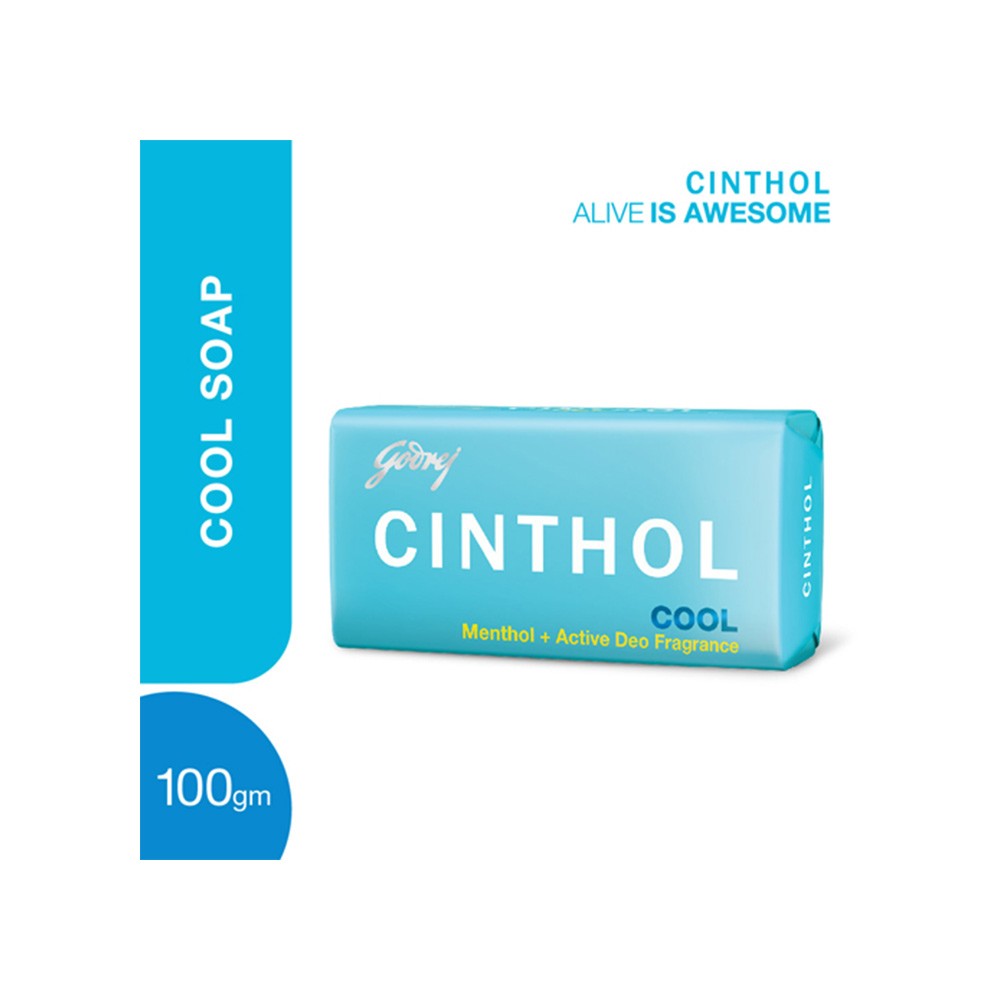 CINTHOL
ALIVE IS AWESOME
COOL SOAP
Godrej
CINTHOL
COOL
Menthol + Active Deo Fragrance
CINTHOL
100gm